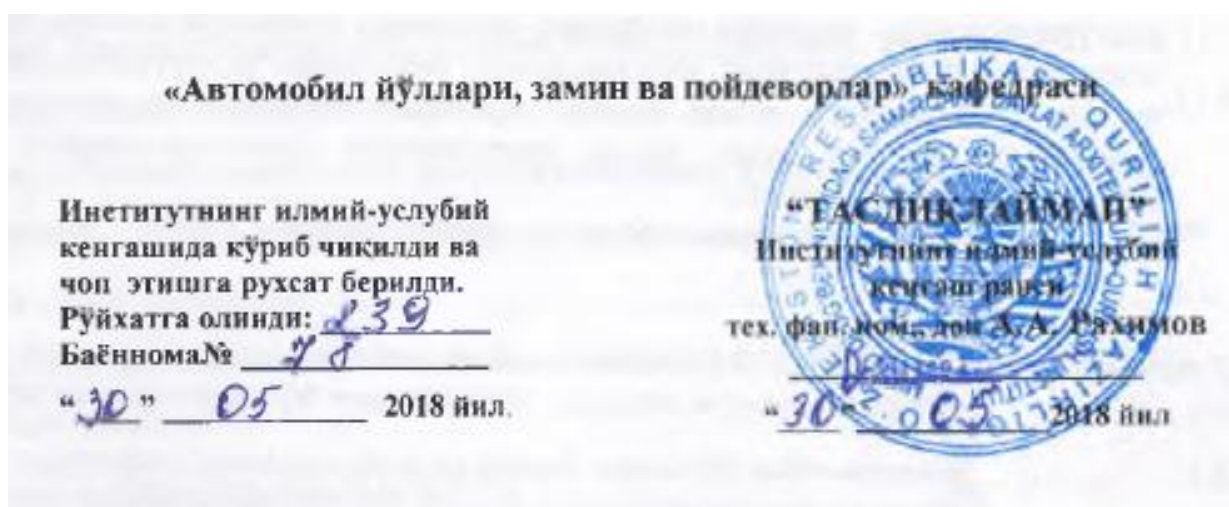 «Автомобил йўллари, замин ва пойдеворлар» кафедраси
Институтнинг илмий-услубий
кенгашида кўриб чиқилди ва
чоп этишга рухсат берилди.
Рўйхатга олинди: 239
Баённома№
“30” 05 2018 йил.
“ТАСДИҚЛАЙМАН”
Институтнинг илмий-услубий
кенгаш раиси
тех. фан. ном., доц А.А. Рахимов
“30” 05 2018 йил